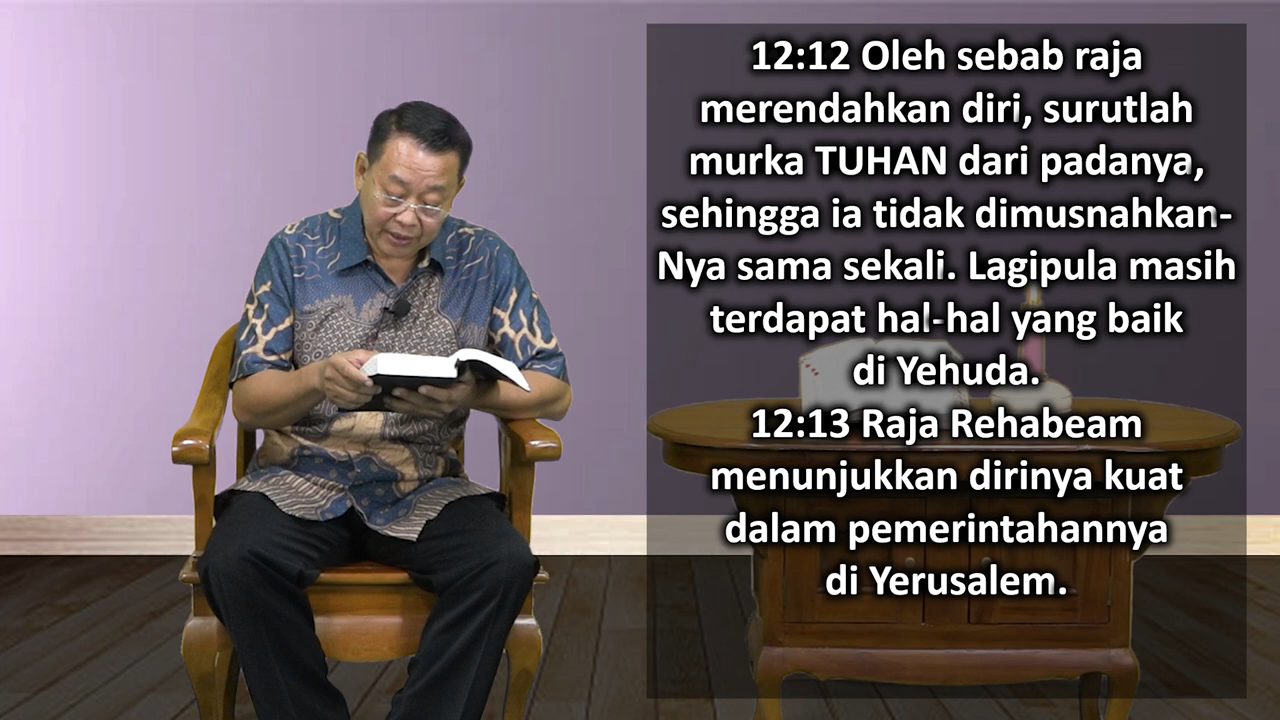 12:12 Oleh sebab raja
merendahkan diri, surutlah
murka TUHAN dari padanya,
sehingga ia tidak dimusnahkan-
Nya sama sekali. Lagipula masih
terdapat hal-hal yang baik
di Yehuda.
12:13 Raja Rehabeam
menunjukkan dirinya kuat
dalam pemerintahannya
di Yerusalem.